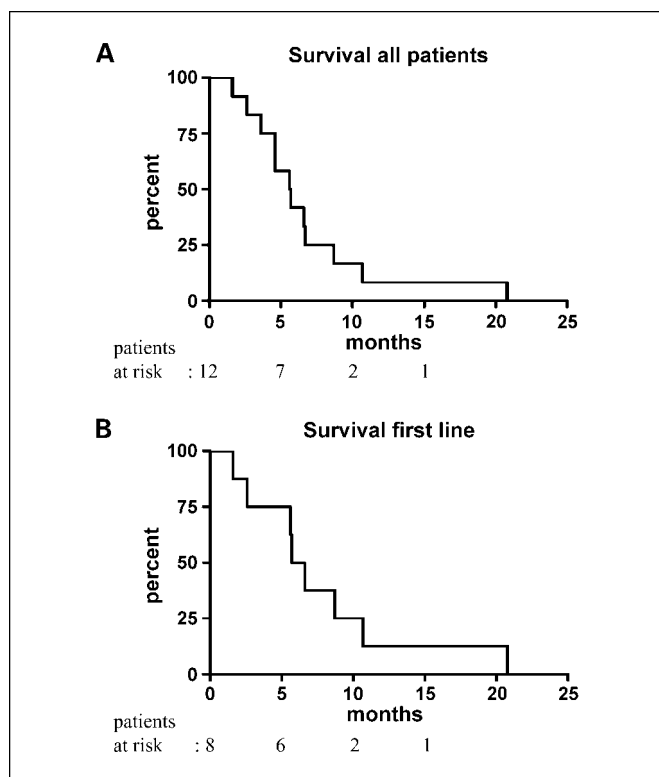 A
Survival all patients
100
75
50
25
0
percent
0 5 10 15 20 25
months
patients
at risk : 12 7 2 1
B
Survival first line
100
75
50
25
0
percent
0 5 10 15 20 25
months
patients
at risk : 8 6 2 1